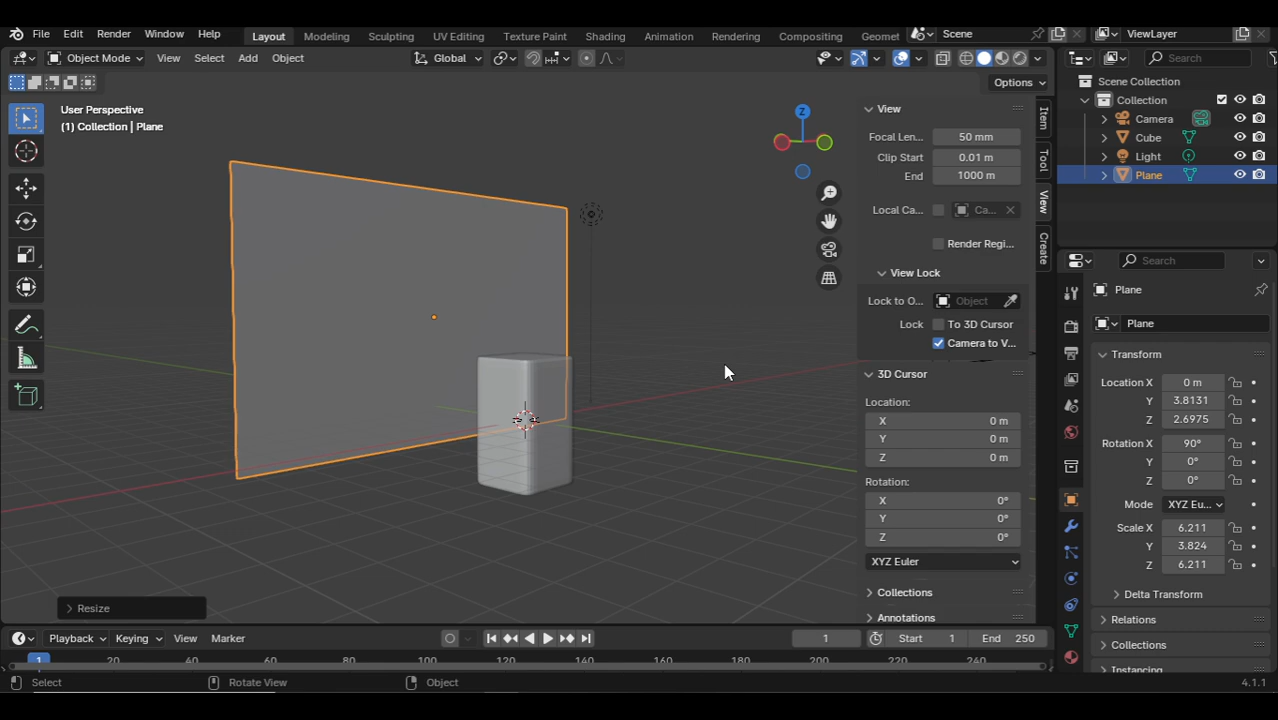 File Edit Render Window Help Layout Modeling Sculpting UV Editing Texture Paint Shading Animation Rendering Compositing Geomet Scene ViewLayer
Object Mode View Select Add Object Global Search
Options
User Perspective
(1) Collection | Plane
Z
Scene Collection
Collection
Camera
Cube
Light
Plane
View
Focal Len... 50 mm
Clip Start 0.01 m
End 1000 m
Local Ca... Ca...
Render Regi...
View Lock
Lock to O... Object
Lock To 3D Cursor
Camera to V...
3D Cursor
Location:
X 0 m
Y 0 m
Z 0 m
Rotation:
X 0°
Y 0°
Z 0°
XYZ Euler
Collections
Annotations
Item
Tool
View
Create
Search
Plane
Plane
Transform
Location X 0 m
Y 3.8131
Z 2.6975
Rotation X 90°
Y 0°
Z 0°
Mode XYZ Eu...
Scale X 6.211
Y 3.824
Z 6.211
Delta Transform
Relations
Collections
Instancing
Resize
Playback Keying View Marker 1 Start 1 End 250
1 20 40 60 80 100 120 140 160 180 200 220 240
Select Rotate View Object 4.1.1